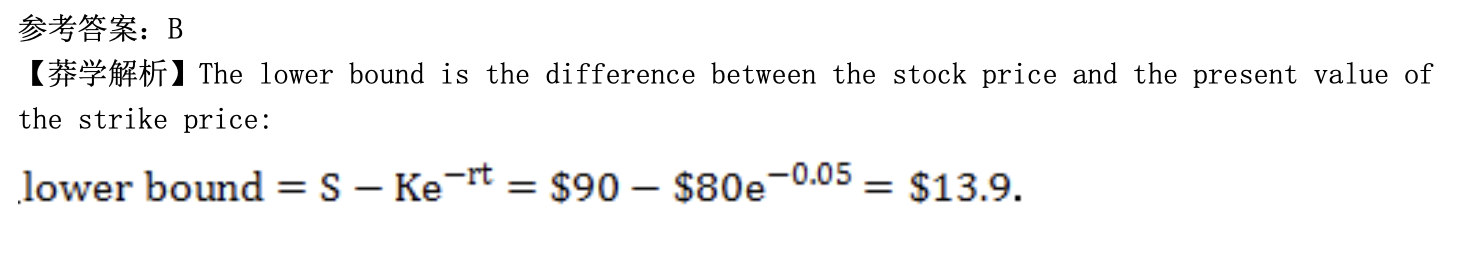 参考答案：B
【莽学解析】The lower bound is the difference between the stock price and the present value of
the strike price:
lower bound = S − Ke^{−rt} = $90 − $80e^{−0.05} = $13.9.